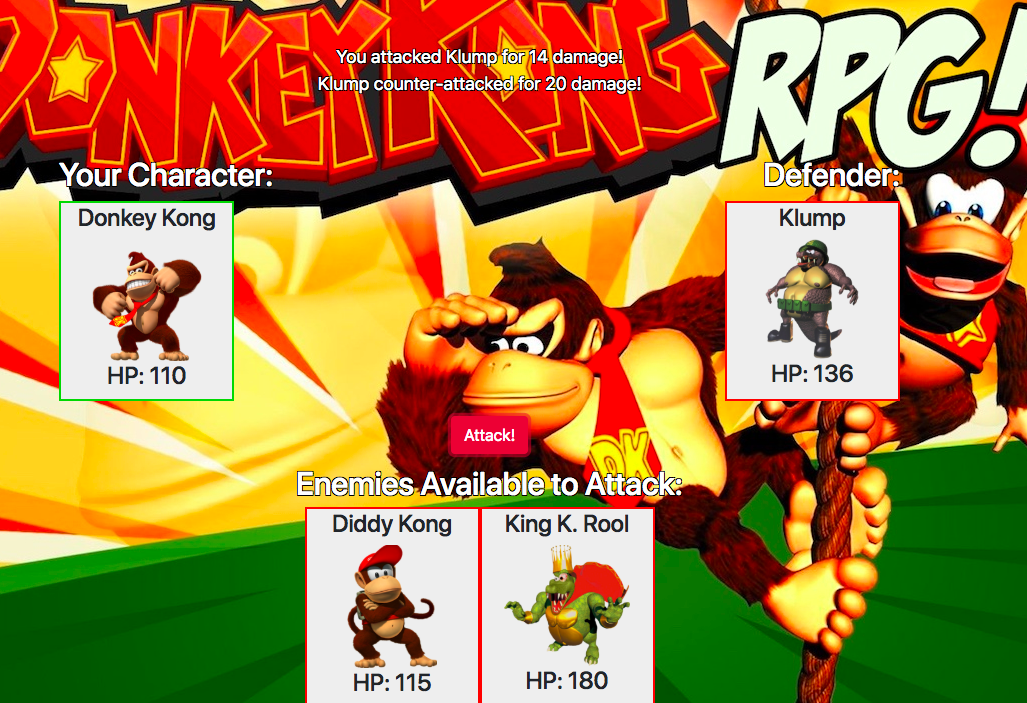 DONKEY KONG RPG!
You attacked Klump for 14 damage!
Klump counter-attacked for 20 damage!
Your Character:
Defender:
Donkey Kong
HP: 110
Klump
HP: 136
DK
Attack!
Enemies Available to Attack:
Diddy Kong
HP: 115
King K. Rool
HP: 180